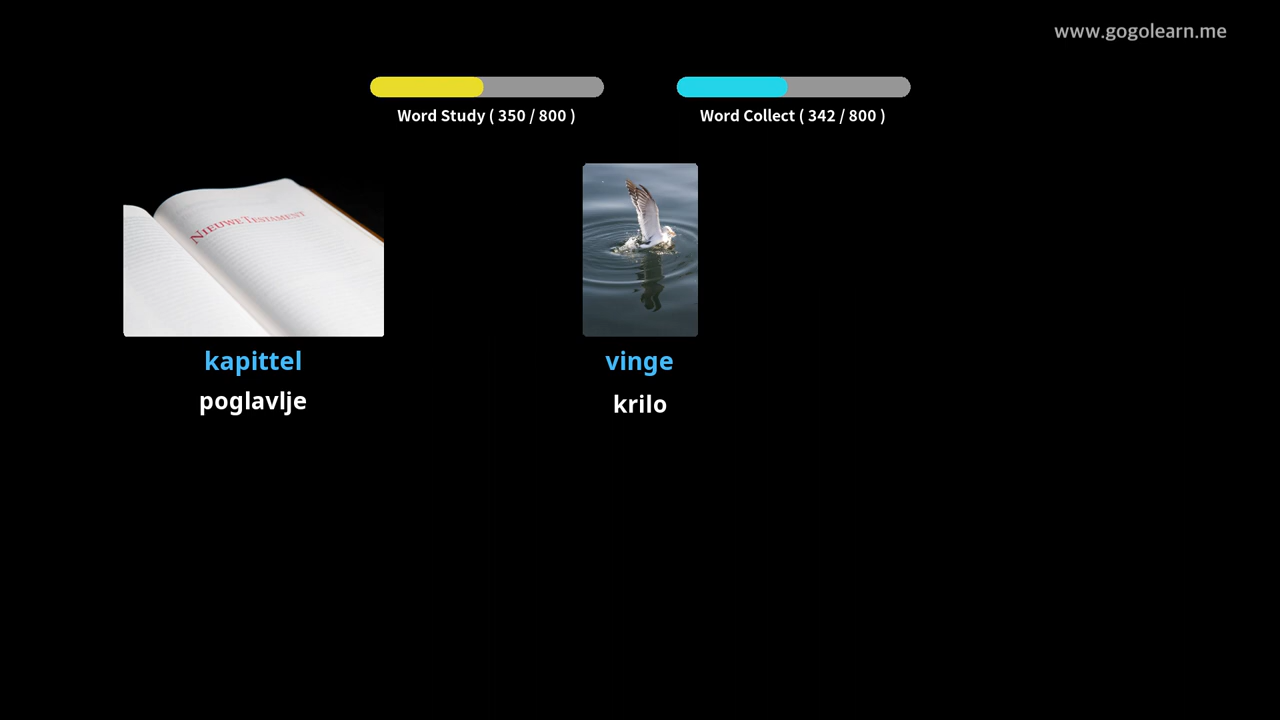 www.gogolearn.me
Word Study ( 350 / 800 )
Word Collect ( 342 / 800 )
NIEUWE TESTAMENT
kapittel
poglavlje
vinge
krilo